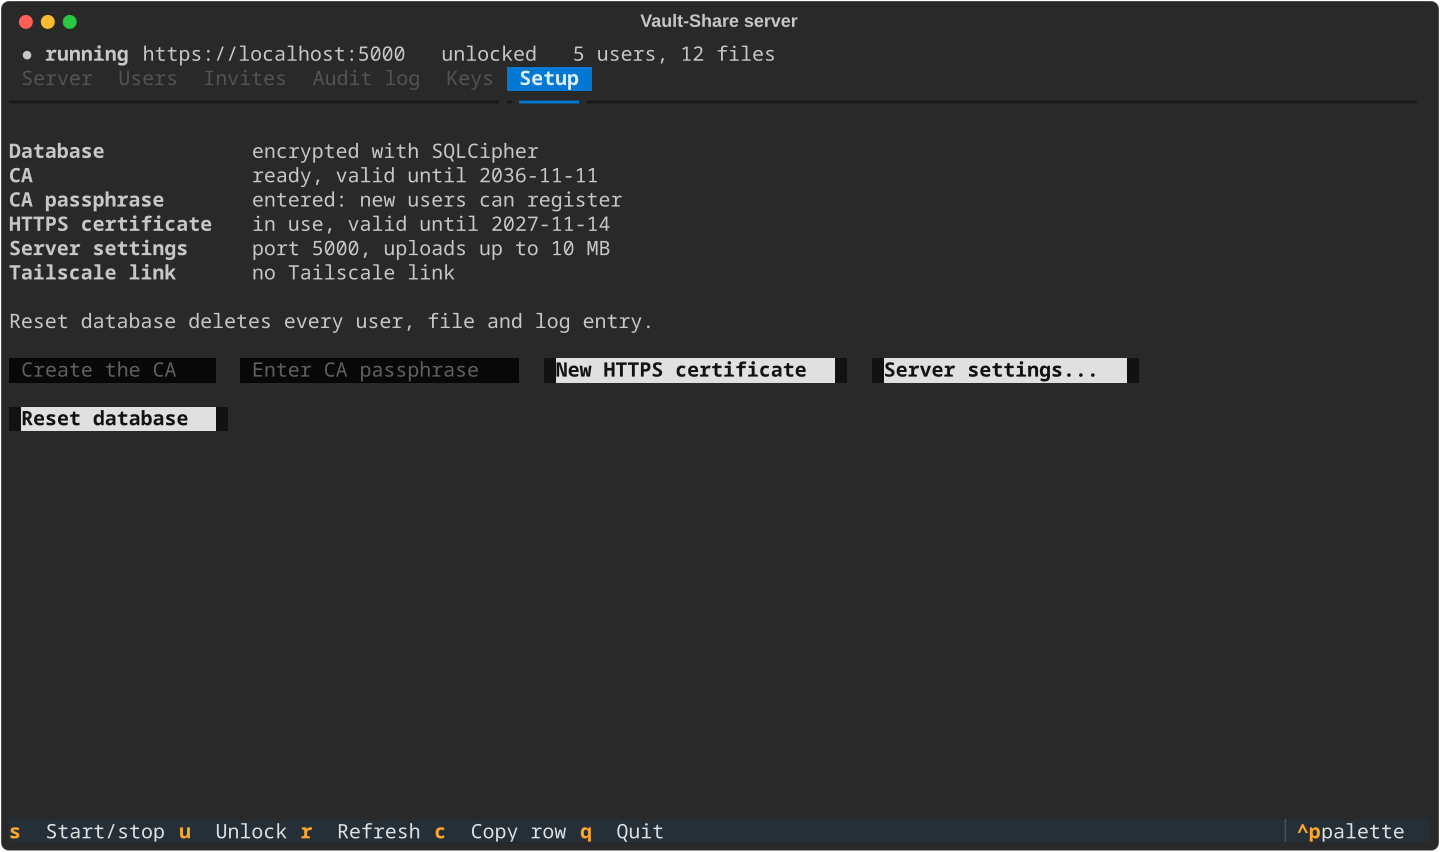 Vault-Share server
● running https://localhost:5000 unlocked 5 users, 12 files
Server Users Invites Audit log Keys Setup
Database encrypted with SQLCipher
CA ready, valid until 2036-11-11
CA passphrase entered: new users can register
HTTPS certificate in use, valid until 2027-11-14
Server settings port 5000, uploads up to 10 MB
Tailscale link no Tailscale link
Reset database deletes every user, file and log entry.
Create the CA Enter CA passphrase New HTTPS certificate Server settings...
Reset database
s Start/stop u Unlock r Refresh c Copy row q Quit ^ppalette